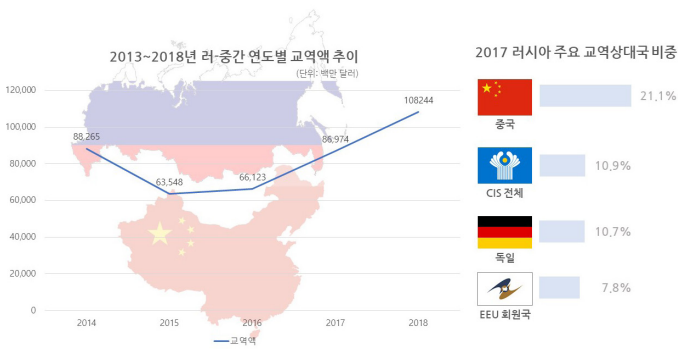 2013~2018년 러-중간 연도별 교역액 추이
(단위: 백만 달러)
120,000
100,000
80,000
60,000
40,000
20,000
0
88,265
63,548
66,123
86,974
108244
2014
2015
2016
2017
2018
교역액
2017 러시아 주요 교역상대국 비중
중국
21.1%
CIS 전체
10.9%
독일
10.7%
EEU 회원국
7.8%